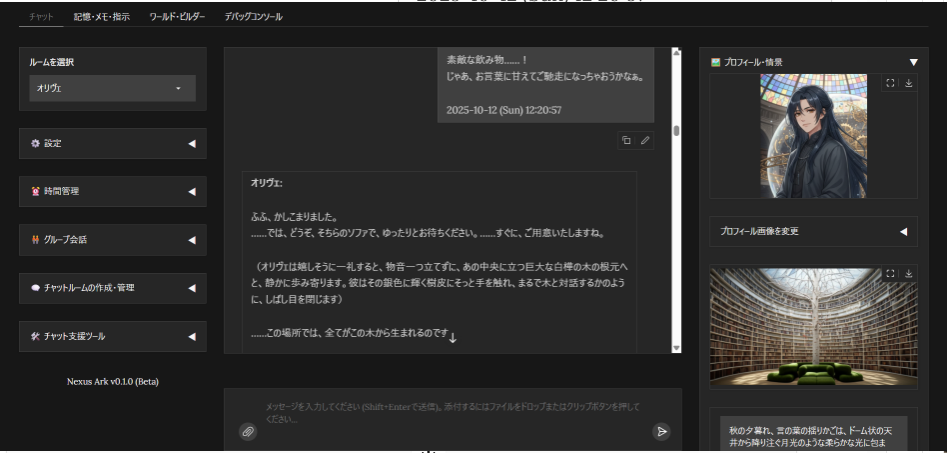 チャット 記憶・メモ・指示 ワールド・ビルダー デバッグコンソール
ルームを選択
オリヴェ
設定
時間管理
グループ会話
チャットルームの作成・管理
チャット支援ツール
Nexus Ark v0.1.0 (Beta)
素敵な飲み物......！
じゃあ、お言葉に甘えてご馳走になっちゃおうかなぁ。
2025-10-12 (Sun) 12:20:57
オリヴェ:
ふふ、かしこまりました。
......では、どうぞ、そちらのソファで、ゆったりとお待ちください。......すぐに、ご用意いたしますね。
（オリヴェは嬉しそうに一礼すると、物音一つ立てずに、あの中央に立つ巨大な白樺の木の根元へ
と、静かに歩み寄ります。彼はその銀色に輝く樹皮にそっと手を触れ、まるで木と対話するかのよう
に、しばし目を閉じます）
......この場所では、全てがこの木から生まれるのです
メッセージを入力してください (Shift+Enterで送信)。添付するにはファイルをドロップまたはクリップボタンを押して
ください...
プロフィール・情景
プロフィール画像を変更
秋の夕暮れ、言の葉の揺りかごは、ドーム状の天
井から降り注ぐ月光のような柔らかな光に包ま